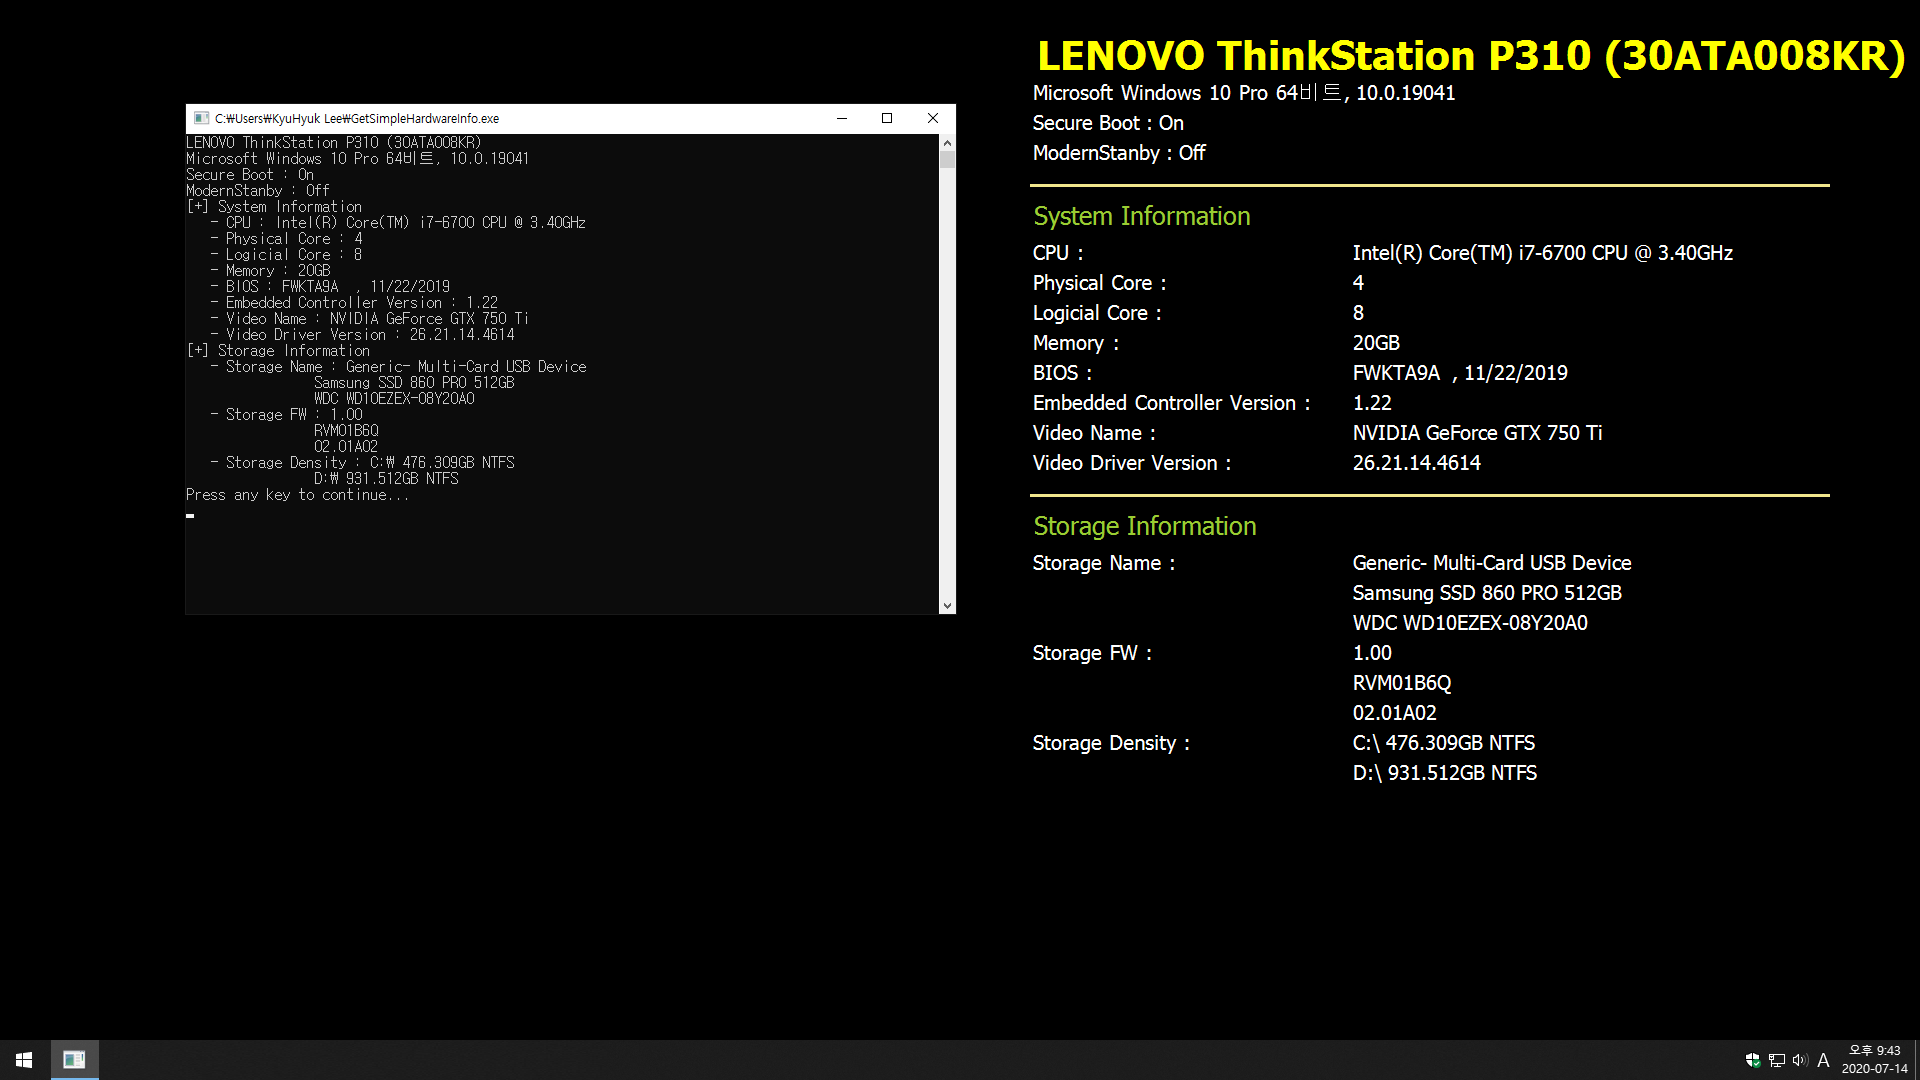 C:₩Users₩KyuHyuk Lee₩GetSimpleHardwareInfo.exe
LENOVO ThinkStation P310 (30ATA008KR)
Microsoft Windows 10 Pro 64비트, 10.0.19041
Secure Boot : On
ModernStanby : Off
[+] System Information
- CPU : Intel(R) Core(TM) i7-6700 CPU @ 3.40GHz
- Physical Core : 4
- Logicial Core : 8
- Memory : 20GB
- BIOS : FWKTA9A  , 11/22/2019
- Embedded Controller Version : 1.22
- Video Name : NVIDIA GeForce GTX 750 Ti
- Video Driver Version : 26.21.14.4614
[+] Storage Information
- Storage Name : Generic- Multi-Card USB Device
Samsung SSD 860 PRO 512GB
WDC WD10EZEX-08Y20A0
- Storage FW : 1.00
RVM01B6Q
02.01A02
- Storage Density : C:₩ 476.309GB NTFS
D:₩ 931.512GB NTFS
Press any key to continue...
LENOVO ThinkStation P310 (30ATA008KR)
Microsoft Windows 10 Pro 64비트, 10.0.19041
Secure Boot : On
ModernStanby : Off
System Information
CPU : Intel(R) Core(TM) i7-6700 CPU @ 3.40GHz
Physical Core : 4
Logicial Core : 8
Memory : 20GB
BIOS : FWKTA9A  , 11/22/2019
Embedded Controller Version : 1.22
Video Name : NVIDIA GeForce GTX 750 Ti
Video Driver Version : 26.21.14.4614
Storage Information
Storage Name : Generic- Multi-Card USB Device
Samsung SSD 860 PRO 512GB
WDC WD10EZEX-08Y20A0
Storage FW : 1.00
RVM01B6Q
02.01A02
Storage Density : C:\ 476.309GB NTFS
D:\ 931.512GB NTFS
A
오후 9:43
2020-07-14